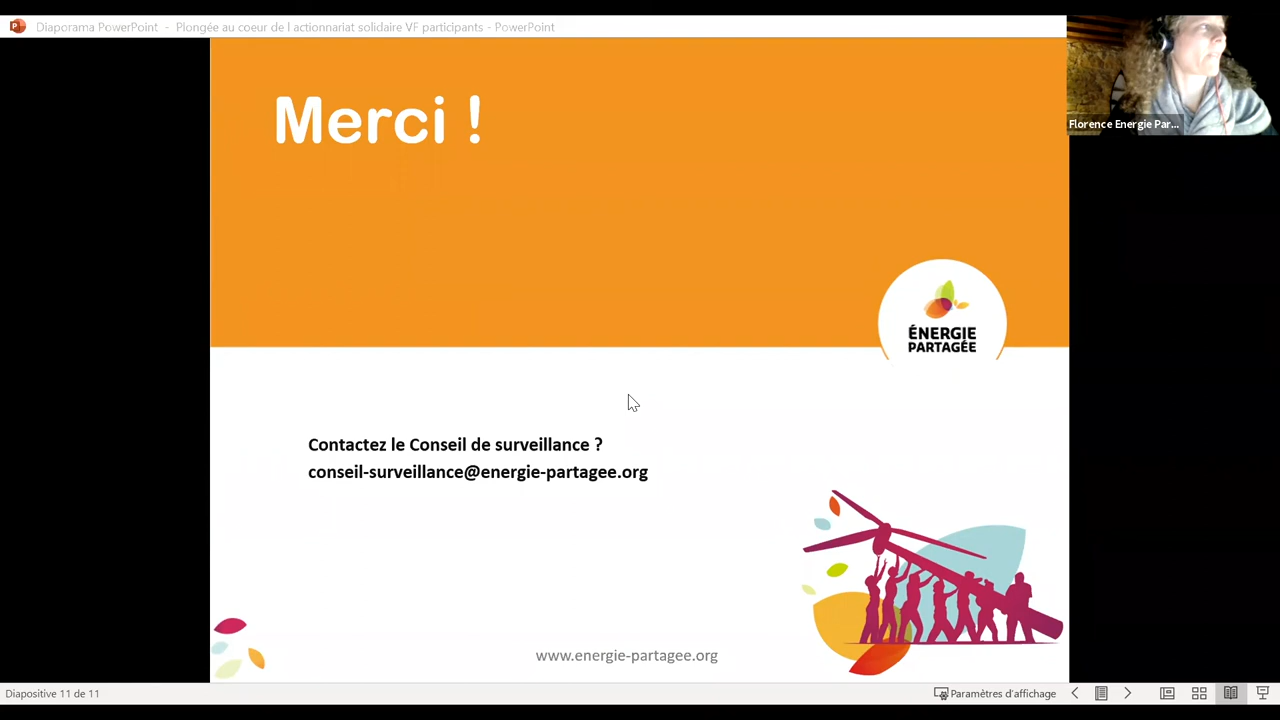 Diaporama PowerPoint - Plongée au coeur de l actionnariat solidaire VF participants - PowerPoint
Florence Energie Par...
Merci !
ÉNERGIE
PARTAGÉE
Contactez le Conseil de surveillance ?
conseil-surveillance@energie-partagee.org
www.energie-partagee.org
Diapositive 11 de 11
Paramètres d'affichage